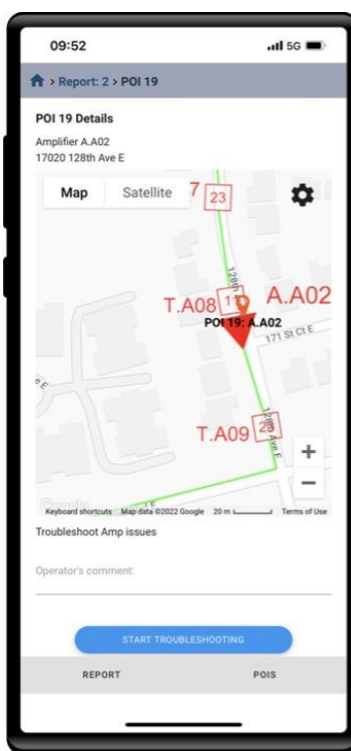 09:52
5G
> Report: 2 > POI 19
POI 19 Details
Amplifier A.A02
17020 128th Ave E
Map
Satellite
7
23
128th
T.A08
A.A02
POI 19: A.A02
171 St Ct E
T.A09
128th Ave E
+
−
Google
Keyboard shortcuts
Map data ©2022 Google
20 m
Terms of Use
Troubleshoot Amp issues
Operator's comment:
START TROUBLESHOOTING
REPORT
POIS